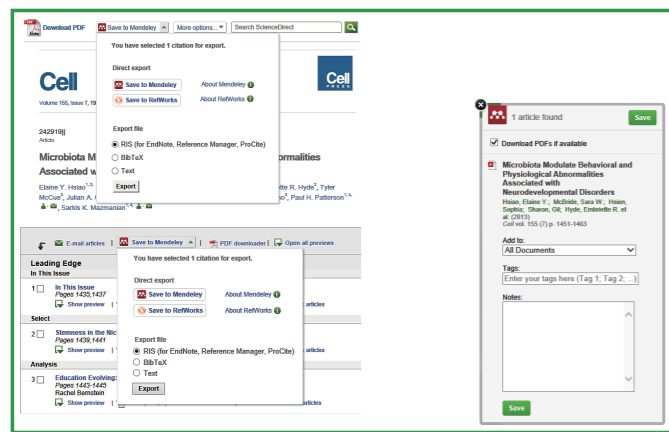 Download PDF
Save to Mendeley
More options...
Search ScienceDirect
You have selected 1 citation for export.
Direct export
Save to Mendeley About Mendeley
Save to RefWorks About RefWorks
Export file
RIS (for EndNote, Reference Manager, ProCite)
BibTeX
Text
Export
Cell
Volume 155, Issue 7, 19
Cell
PRESS
242919||
Article
Microbiota M
ormalities
Associated w
Elaine Y. Hsiao
tte R. Hyde3, Tyler
McCue3, Julian A.
Paul H. Patterson
Sarkis K. Mazmanian
E-mail articles | Save to Mendeley | PDF downloader | Open all previews
You have selected 1 citation for export.
Direct export
Save to Mendeley About Mendeley
Save to RefWorks About RefWorks
Export file
RIS (for EndNote, Reference Manager, ProCite)
BibTeX
Text
Export
Leading Edge
In This Issue
1 In This Issue
Pages 1435,1437
Show preview |
articles
Select
2 Stemness in the Nic
Pages 1439,1441
Show preview |
articles
Analysis
3 Education Evolving:
Pages 1443-1445
Rachel Bernstein
Show preview |
articles
1 article found
Save
Download PDFs if available
Microbiota Modulate Behavioral and
Physiological Abnormalities
Associated with
Neurodevelopmental Disorders
Hsiao, Elaine Y.; McBride, Sara W.; Hsien,
Sophia; Sharon, Gil; Hyde, Embriette R. et
al. (2013)
Cell vol. 155 (7) p. 1451-1463
Add to:
All Documents
Tags:
Enter your tags here (Tag 1; Tag 2; ...)
Notes:
Save